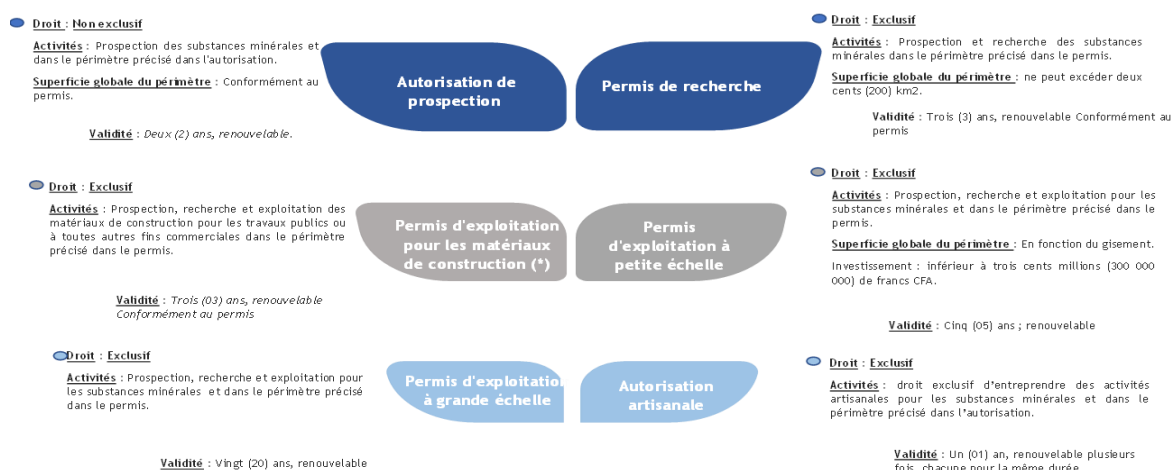 Droit : Non exclusif
Activités : Prospection des substances minérales et
dans le périmètre précisé dans l'autorisation.
Superficie globale du périmètre : Conformément au
permis.
Validité : Deux (2) ans, renouvelable.
Autorisation de
prospection
Permis de recherche
Droit : Exclusif
Activités : Prospection et recherche des substances
minérales dans le périmètre précisé dans le permis.
Superficie globale du périmètre : ne peut excéder deux
cents (200) km2.
Validité : Trois (3) ans, renouvelable Conformément au
permis
Droit : Exclusif
Activités : Prospection, recherche et exploitation des
matériaux de construction pour les travaux publics ou
à toutes autres fins commerciales dans le périmètre
précisé dans le permis.
Validité : Trois (03) ans, renouvelable
Conformément au permis
Permis d'exploitation
pour les matériaux
de construction (*)
Permis
d'exploitation à
petite échelle
Droit : Exclusif
Activités : Prospection, recherche et exploitation pour les
substances minérales et dans le périmètre précisé dans le
permis.
Superficie globale du périmètre : En fonction du gisement.
Investissement : inférieur à trois cents millions (300 000
000) de francs CFA.
Validité : Cinq (05) ans ; renouvelable
Droit : Exclusif
Activités : Prospection, recherche et exploitation pour
les substances minérales et dans le périmètre précisé
dans le permis.
Validité : Vingt (20) ans, renouvelable
Permis d'exploitation
à grande échelle
Autorisation
artisanale
Droit : Exclusif
Activités : droit exclusif d’entreprendre des activités
artisanales pour les substances minérales et dans le
périmètre précisé dans l’autorisation.
Validité : Un (01) an, renouvelable plusieurs
fois, chacune pour la même durée